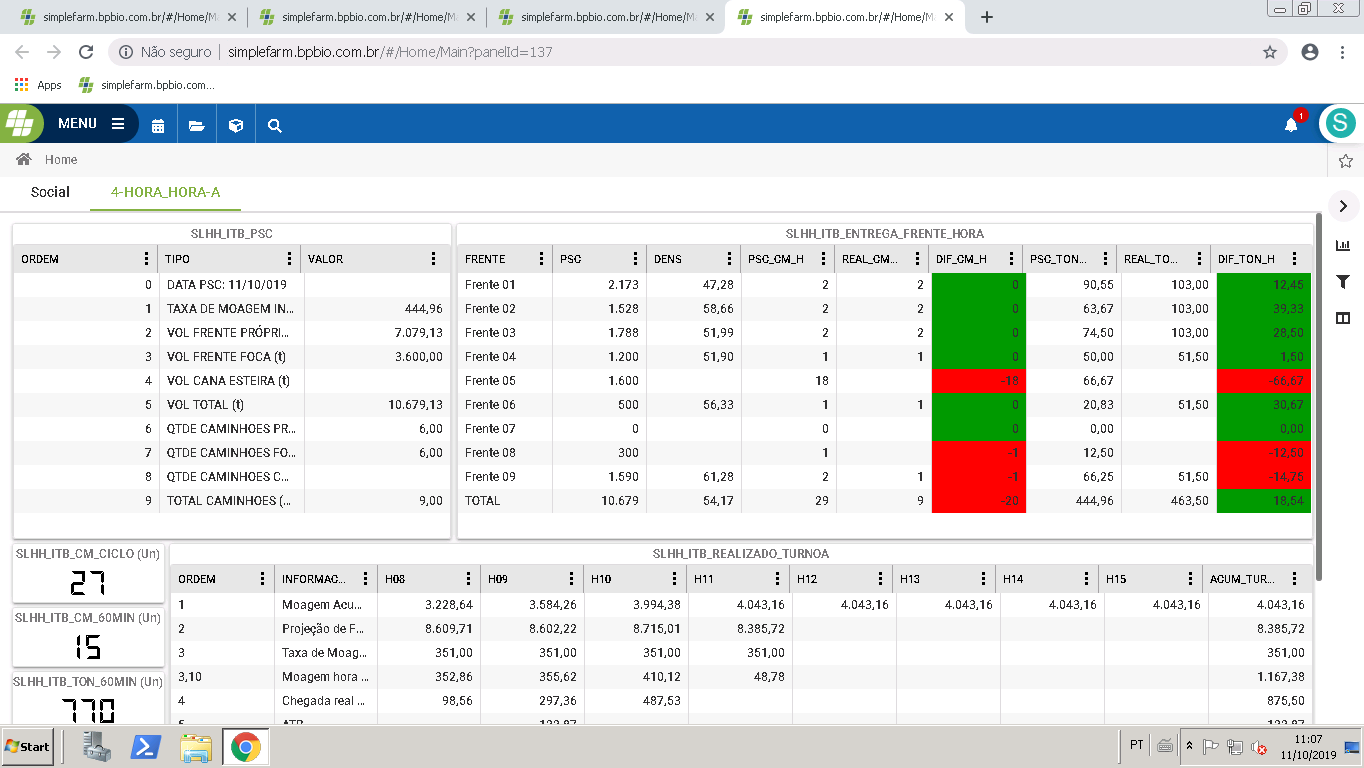 simplefarm.bpbio.com.br/#/Home/M simplefarm.bpbio.com.br/#/Home/M simplefarm.bpbio.com.br/#/Home/M simplefarm.bpbio.com.br/#/Home/M
Não seguro simplefarm.bpbio.com.br/#/Home/Main?panelId=137
Apps simplefarm.bpbio.com...
MENU 1 S
Home
Social 4-HORA_HORA-A
SLHH_ITB_PSC
ORDEM TIPO VALOR
0 DATA PSC: 11/10/019
1 TAXA DE MOAGEM IN... 444,96
2 VOL FRENTE PRÓPRI... 7.079,13
3 VOL FRENTE FOCA (t) 3.600,00
4 VOL CANA ESTEIRA (t)
5 VOL TOTAL (t) 10.679,13
6 QTDE CAMINHOES PR... 6,00
7 QTDE CAMINHOES FO... 6,00
8 QTDE CAMINHOES C...
9 TOTAL CAMINHOES (... 9,00
SLHH_ITB_ENTREGA_FRENTE_HORA
FRENTE PSC DENS PSC_CM_H REAL_CM... DIF_CM_H PSC_TON... REAL_TO... DIF_TON_H
Frente 01 2.173 47,28 2 2 0 90,55 103,00 12,45
Frente 02 1.528 58,66 2 2 0 63,67 103,00 39,33
Frente 03 1.788 51,99 2 2 0 74,50 103,00 28,50
Frente 04 1.200 51,90 1 1 0 50,00 51,50 1,50
Frente 05 1.600 18 -18 66,67 -66,67
Frente 06 500 56,33 1 1 0 20,83 51,50 30,67
Frente 07 0 0 0 0,00 0,00
Frente 08 300 1 -1 12,50 -12,50
Frente 09 1.590 61,28 2 1 -1 66,25 51,50 -14,75
TOTAL 10.679 54,17 29 9 -20 444,96 463,50 18,54
SLHH_ITB_CM_CICLO (Un)
27
SLHH_ITB_CM_60MIN (Un)
15
SLHH_ITB_TON_60MIN (Un)
770
SLHH_ITB_REALIZADO_TURNOA
ORDEM INFORMAC... H08 H09 H10 H11 H12 H13 H14 H15 ACUM_TUR...
1 Moagem Acu... 3.228,64 3.584,26 3.994,38 4.043,16 4.043,16 4.043,16 4.043,16 4.043,16 4.043,16
2 Projeção de F... 8.609,71 8.602,22 8.715,01 8.385,72 8.385,72
3 Taxa de Moag... 351,00 351,00 351,00 351,00 351,00
3,10 Moagem hora ... 352,86 355,62 410,12 48,78 1.167,38
4 Chegada real ... 98,56 297,36 487,53 875,50
Start PT 11:07
11/10/2019